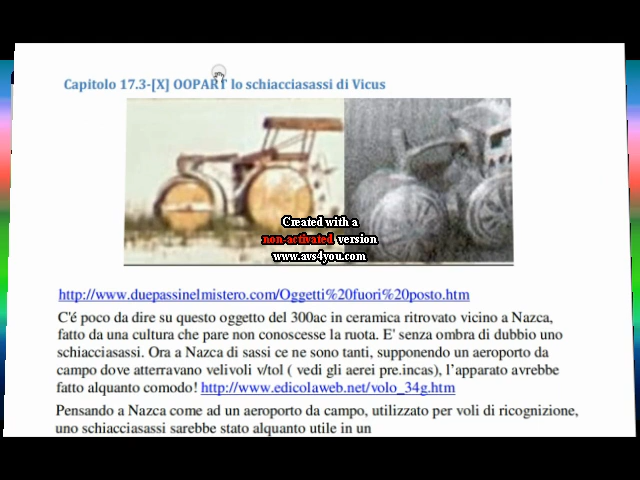 Capitolo 17.3-[X] OOPART lo schiacciasassi di Vicus
Created with a
non-activated version
www.avs4you.com
http://www.duepassinelmistero.com/Oggetti%20fuori%20posto.htm
C'é poco da dire su questo oggetto del 300ac in ceramica ritrovato vicino a Nazca,
fatto da una cultura che pare non conoscesse la ruota. E' senza ombra di dubbio uno
schiacciasassi. Ora a Nazca di sassi ce ne sono tanti, supponendo un aeroporto da
campo dove atterravano velivoli v/tol ( vedi gli aerei pre.incas), l'apparato avrebbe
fatto alquanto comodo! http://www.edicolaweb.net/volo_34g.htm
Pensando a Nazca come ad un aeroporto da campo, utilizzato per voli di ricognizione,
uno schiacciasassi sarebbe stato alquanto utile in un